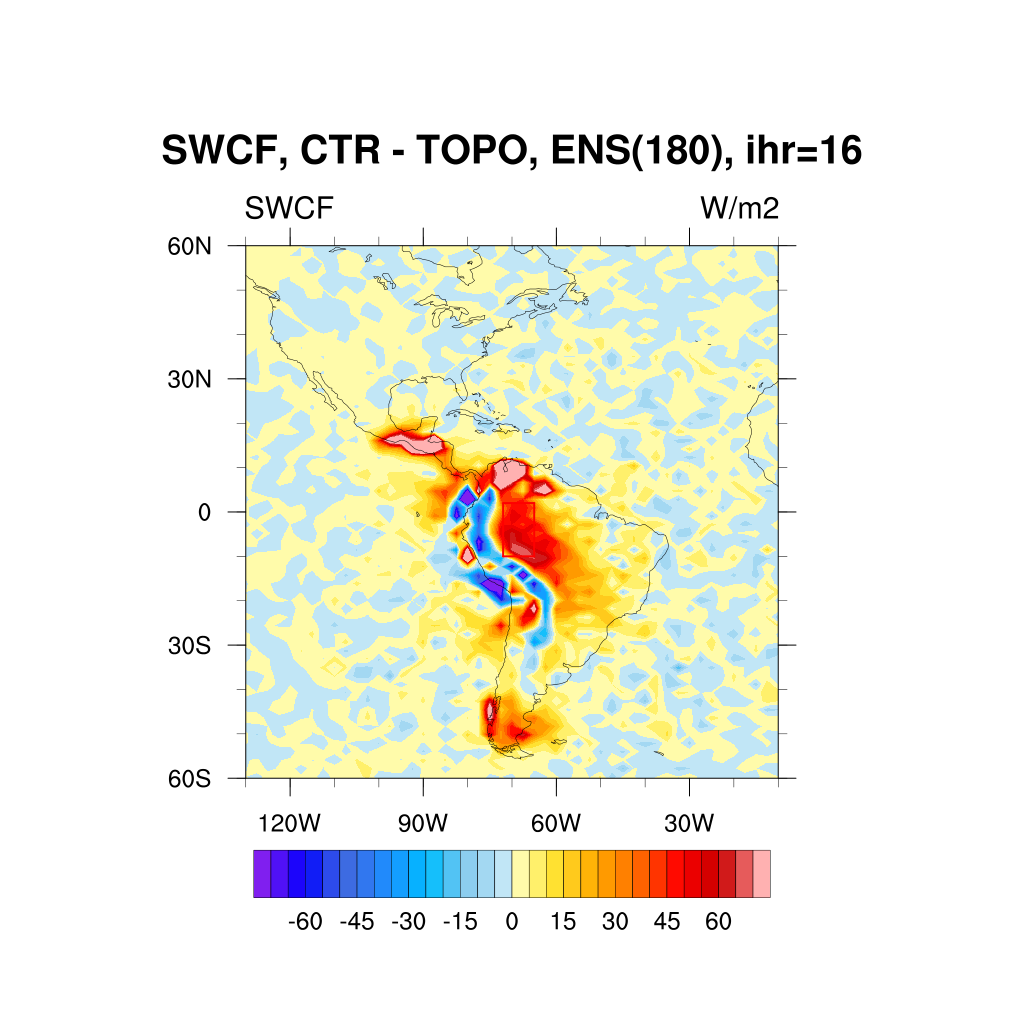 SWCF, CTR - TOPO, ENS(180), ihr=16
SWCF W/m2
60N
30N
0
30S
60S
120W 90W 60W 30W
-60 -45 -30 -15 0 15 30 45 60